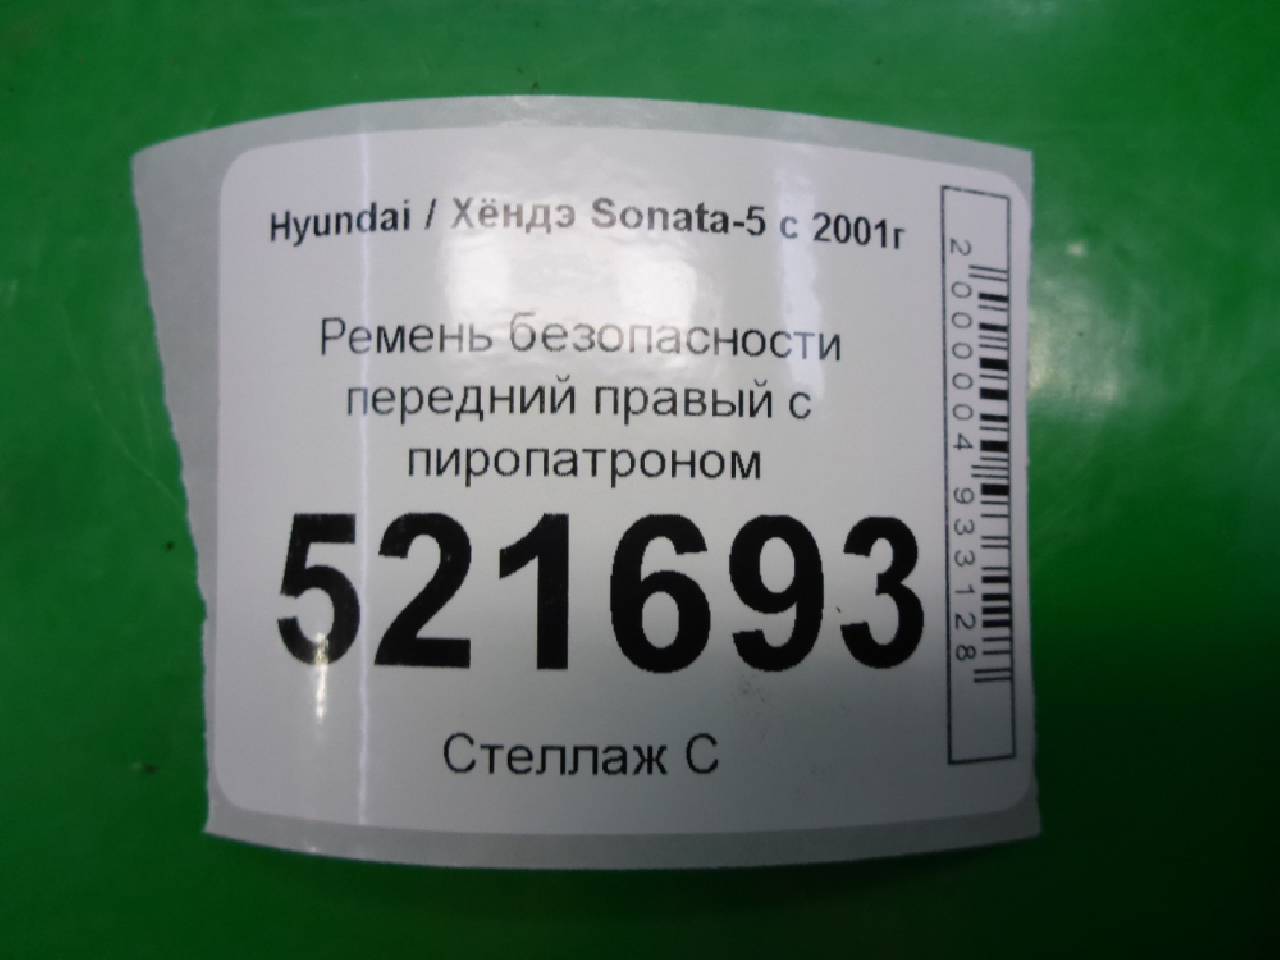 Hyundai / Хёндэ Sonata-5 с 2001г
Ремень безопасности
передний правый с
пиропатроном
521693
Стеллаж С
2000004933128